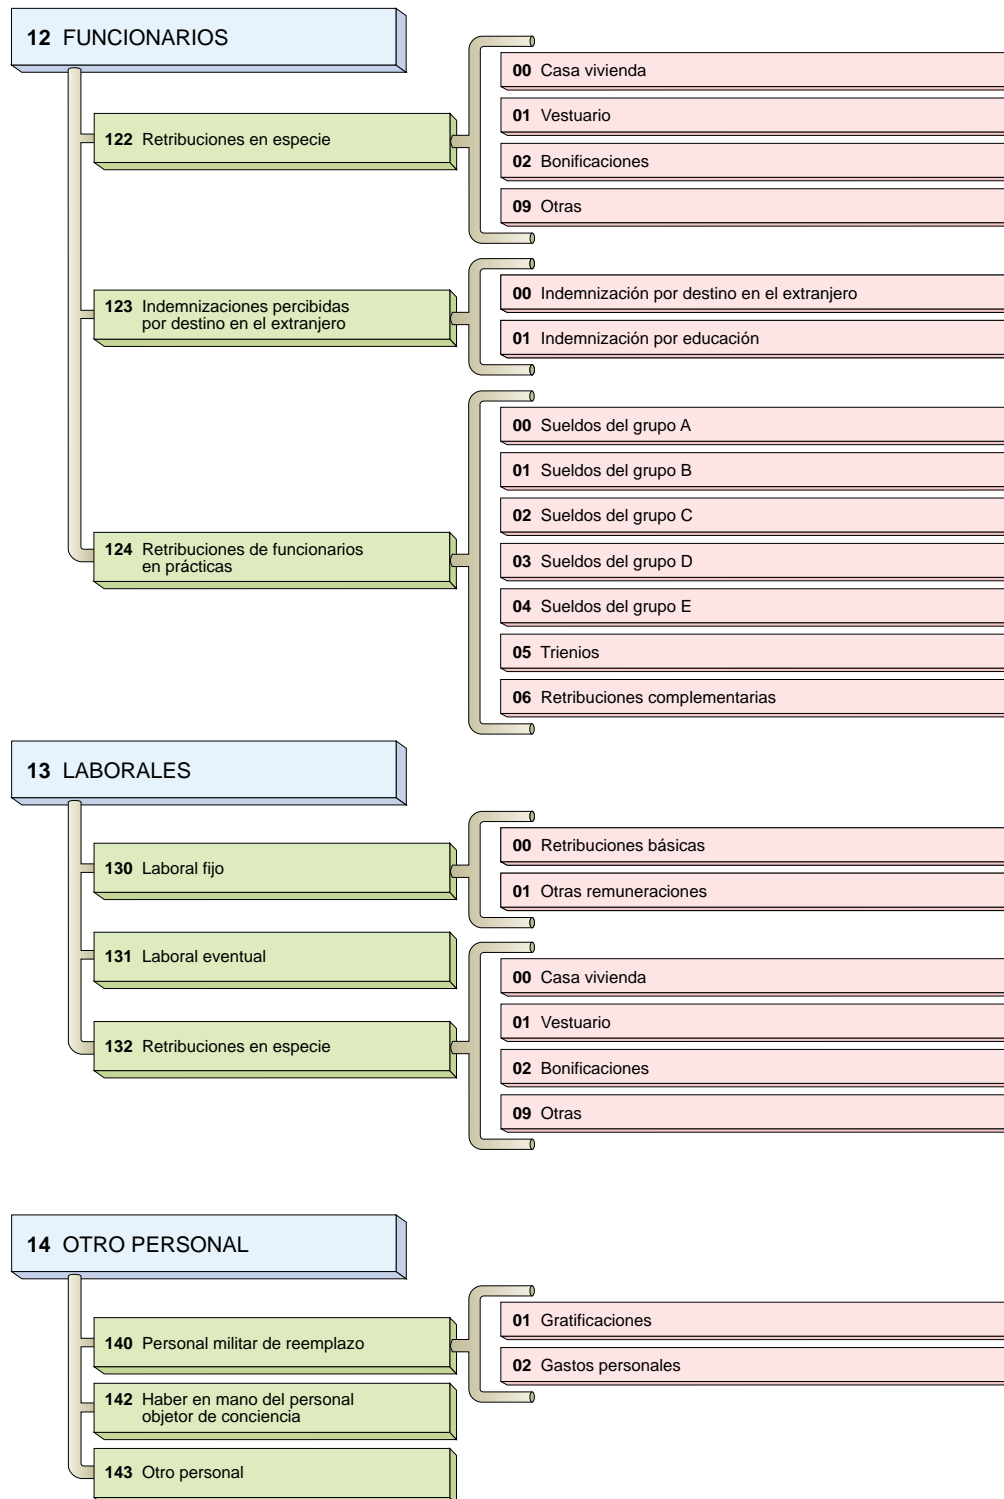 12 FUNCIONARIOS
122 Retribuciones en especie
00 Casa vivienda
01 Vestuario
02 Bonificaciones
09 Otras
123 Indemnizaciones percibidas
por destino en el extranjero
00 Indemnización por destino en el extranjero
01 Indemnización por educación
124 Retribuciones de funcionarios
en prácticas
00 Sueldos del grupo A
01 Sueldos del grupo B
02 Sueldos del grupo C
03 Sueldos del grupo D
04 Sueldos del grupo E
05 Trienios
06 Retribuciones complementarias
13 LABORALES
130 Laboral fijo
00 Retribuciones básicas
01 Otras remuneraciones
131 Laboral eventual
132 Retribuciones en especie
00 Casa vivienda
01 Vestuario
02 Bonificaciones
09 Otras
14 OTRO PERSONAL
140 Personal militar de reemplazo
01 Gratificaciones
02 Gastos personales
142 Haber en mano del personal
objetor de conciencia
143 Otro personal